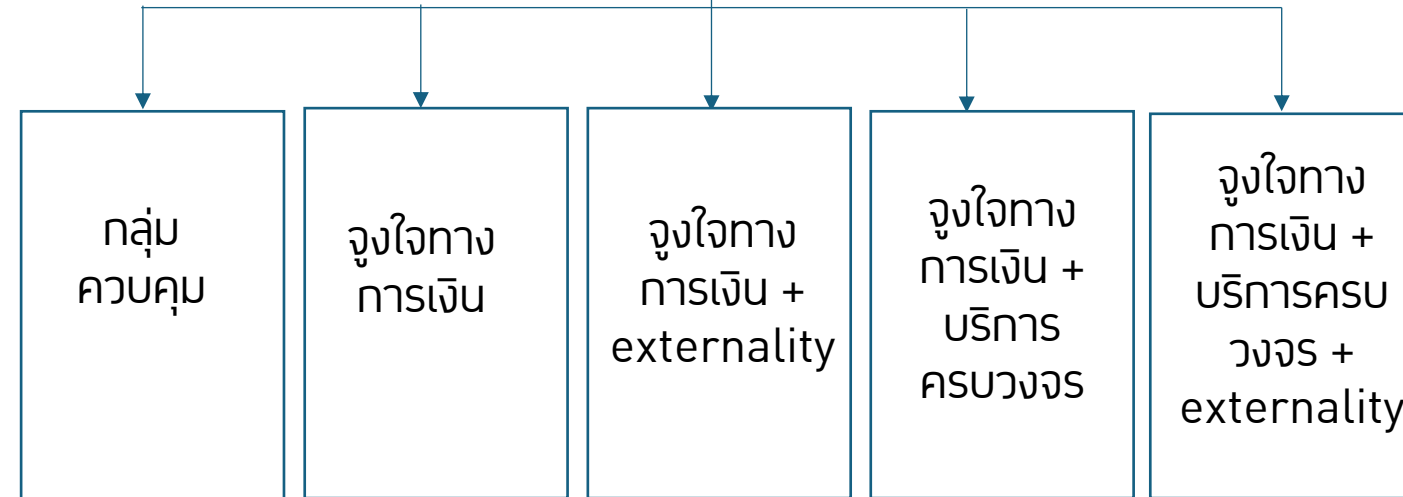 กลุ่ม
ควบคุม
จูงใจทาง
การเงิน
จูงใจทาง
การเงิน +
externality
จูงใจทาง
การเงิน +
บริการ
ครบวงจร
จูงใจทาง
การเงิน +
บริการครบ
วงจร +
externality